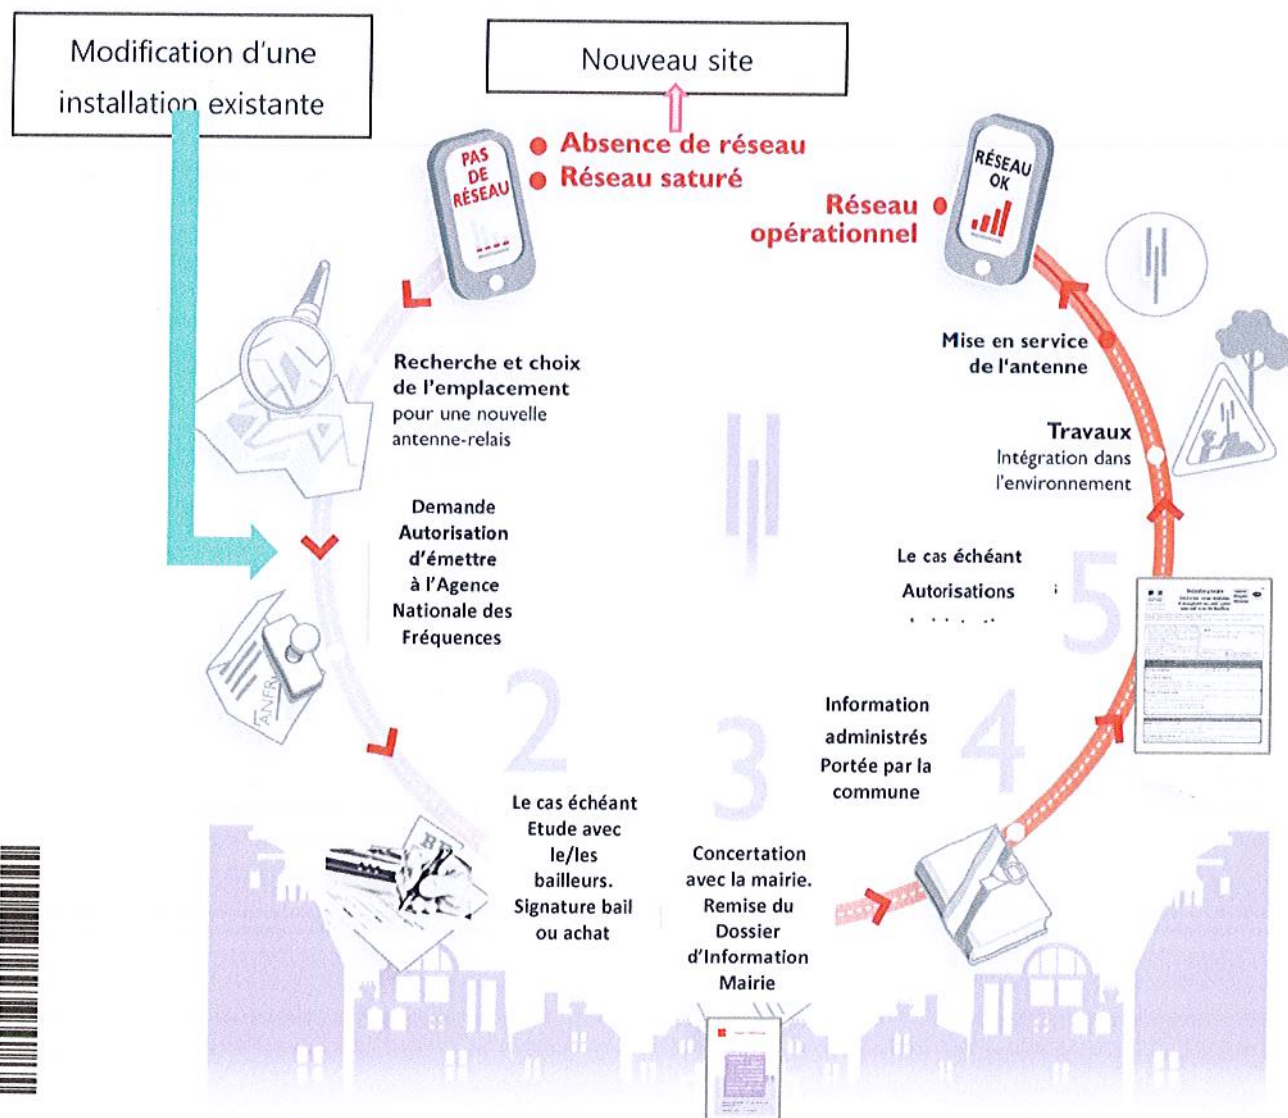 Modification d'une
installation existante
Nouveau site
PAS
DE
RÉSEAU
Absence de réseau
Réseau saturé
RÉSEAU
OK
Réseau
opérationnel
Recherche et choix
de l'emplacement
pour une nouvelle
antenne-relais
Demande
Autorisation
d'émettre
à l'Agence
Nationale des
Fréquences
ANFR
2
Le cas échéant
Etude avec
le/les
bailleurs.
Signature bail
ou achat
3
Concertation
avec la mairie.
Remise du
Dossier
d'Information
Mairie
4
Information
administrés
Portée par la
commune
5
Le cas échéant
Autorisations
Travaux
Intégration dans
l'environnement
Mise en service
de l'antenne